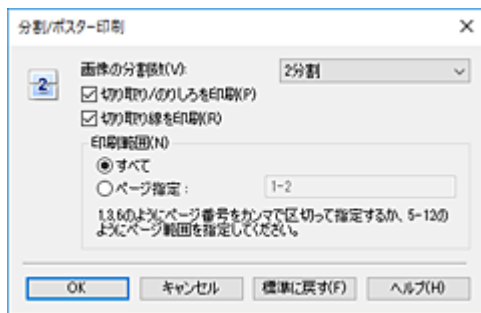 分割/ポスター印刷
画像の分割数(V):
2分割
2
切り取り/のりしろを印刷(P)
切り取り線を印刷(R)
印刷範囲(N)
すべて
ページ指定:
1-2
1,3,6のようにページ番号をカンマで区切って指定するか、5-12の
ようにページ範囲を指定してください。
OK キャンセル 標準に戻す(F) ヘルプ(H)